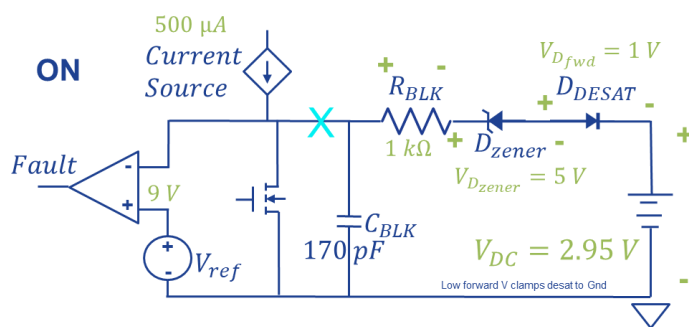 500 μA
Current
Source
ON
+ -
R_BLK
1 kΩ
V_Dfwd = 1 V
D_DESAT
+ -
+ -
D_zener
V_Dzener = 5 V
X
Fault
-
+
9 V
+
-
V_ref
C_BLK
170 pF
+
V_DC = 2.95 V
-
Low forward V clamps desat to Gnd